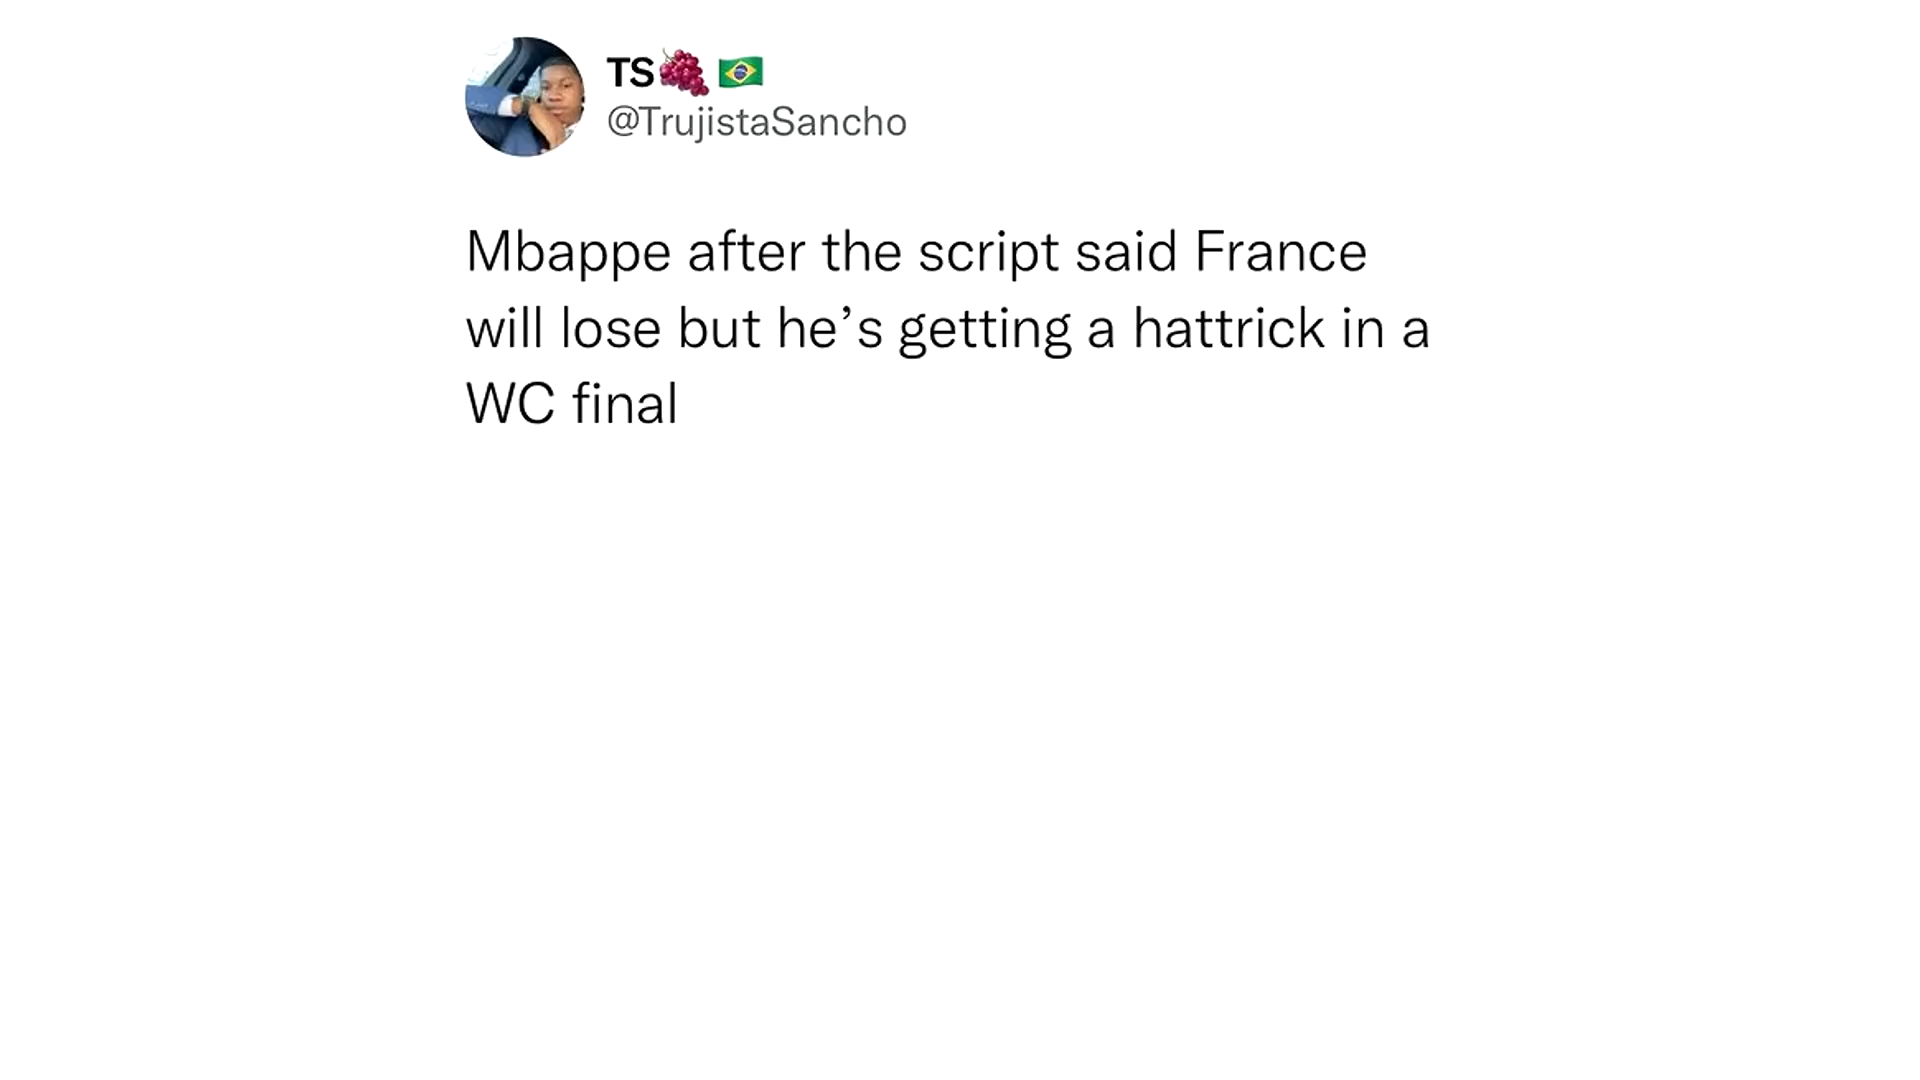 TS🍇🇧🇷
@TrujistaSancho
Mbappe after the script said France
will lose but he’s getting a hattrick in a
WC final